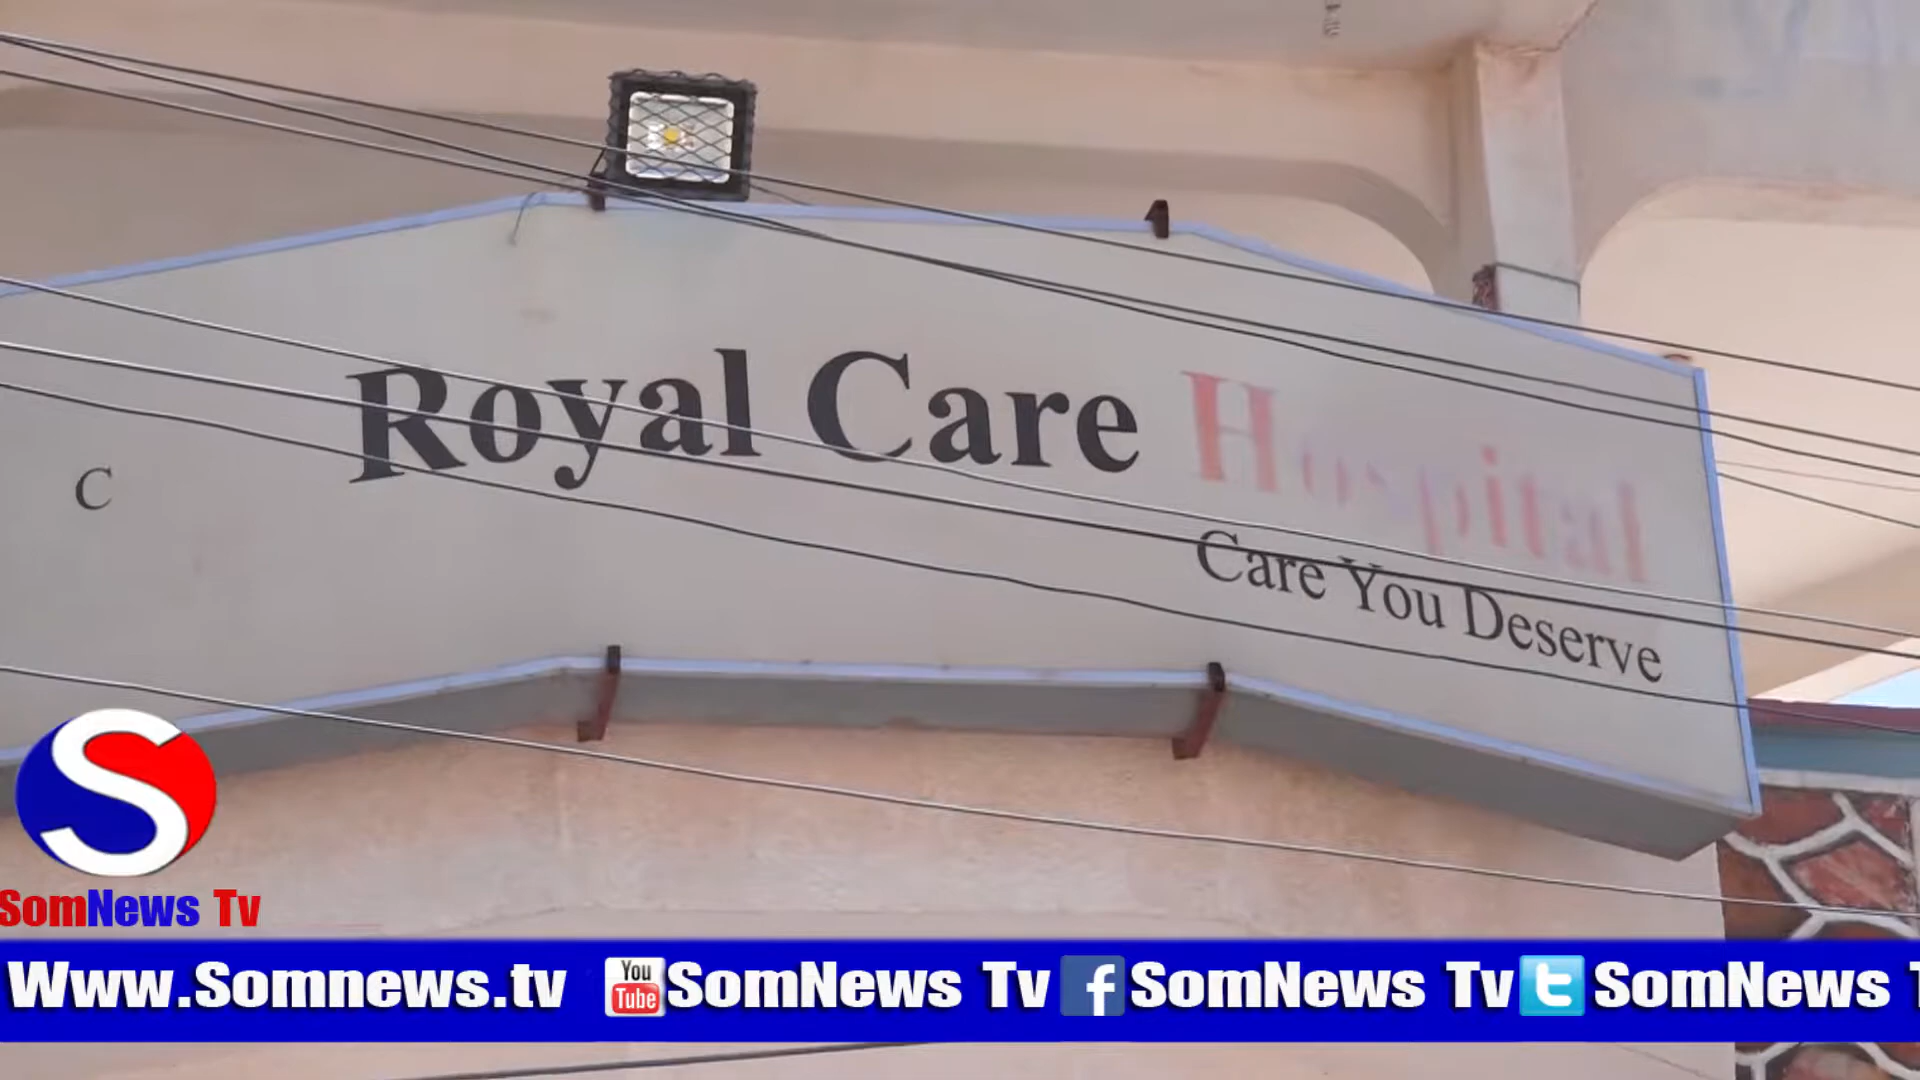 Royal Care Hospital
C
Care You Deserve
SomNews Tv
Www.Somnews.tv You Tube SomNews Tv f SomNews Tv t SomNews T